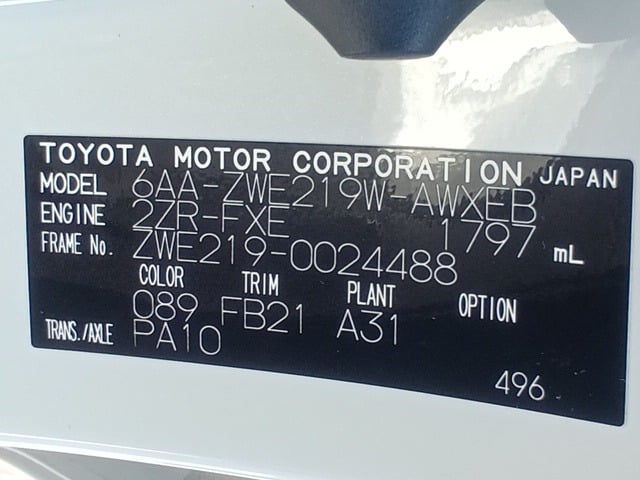 TOYOTA MOTOR CORPORATION JAPAN
MODEL 6AA-ZWE219W-AWXEB
ENGINE 2ZR-FXE 1797 mL
FRAME No. ZWE219-0024488
COLOR TRIM PLANT OPTION
089 FB21 A31
TRANS./AXLE PA10
496